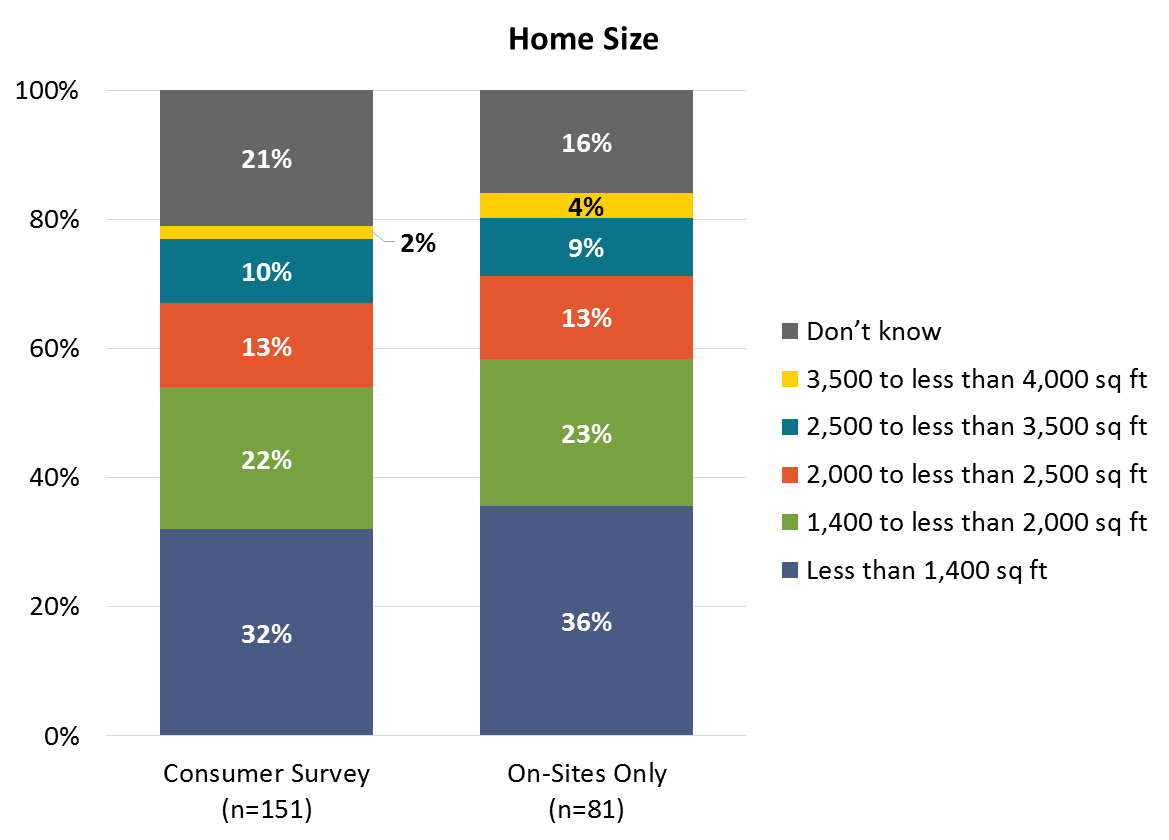 Home Size
100%
80%
60%
40%
20%
0%
21%
2%
10%
13%
22%
32%
16%
4%
9%
13%
23%
36%
Consumer Survey
(n=151)
On-Sites Only
(n=81)
Don’t know
3,500 to less than 4,000 sq ft
2,500 to less than 3,500 sq ft
2,000 to less than 2,500 sq ft
1,400 to less than 2,000 sq ft
Less than 1,400 sq ft